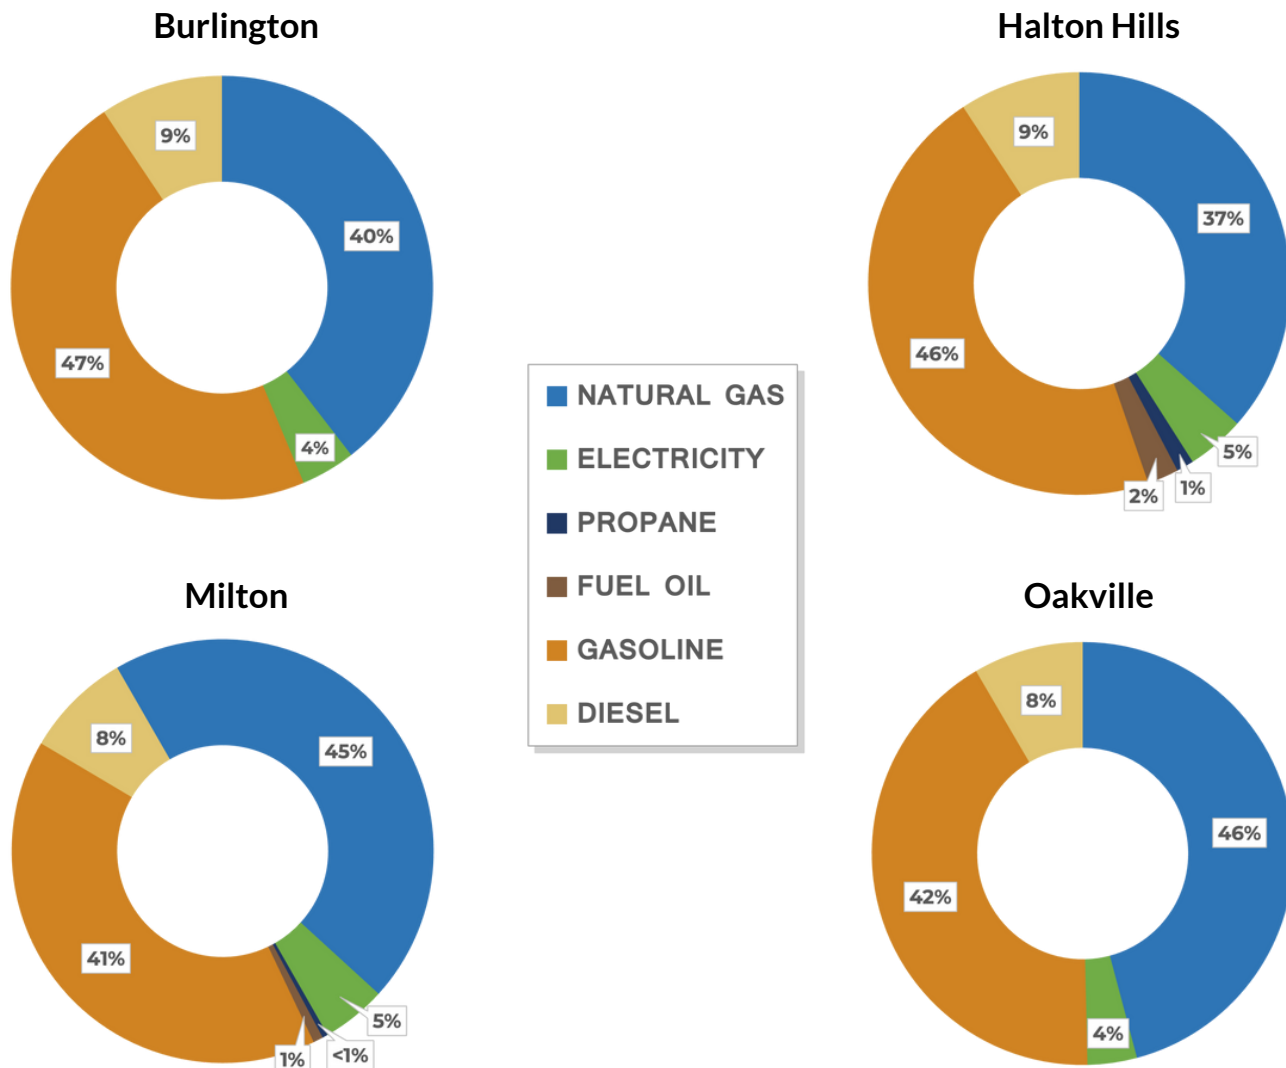 Burlington
9%
40%
47%
4%
Halton Hills
9%
37%
46%
5%
1%
2%
NATURAL GAS
ELECTRICITY
PROPANE
FUEL OIL
GASOLINE
DIESEL
Milton
8%
45%
41%
5%
<1%
1%
Oakville
8%
46%
42%
4%